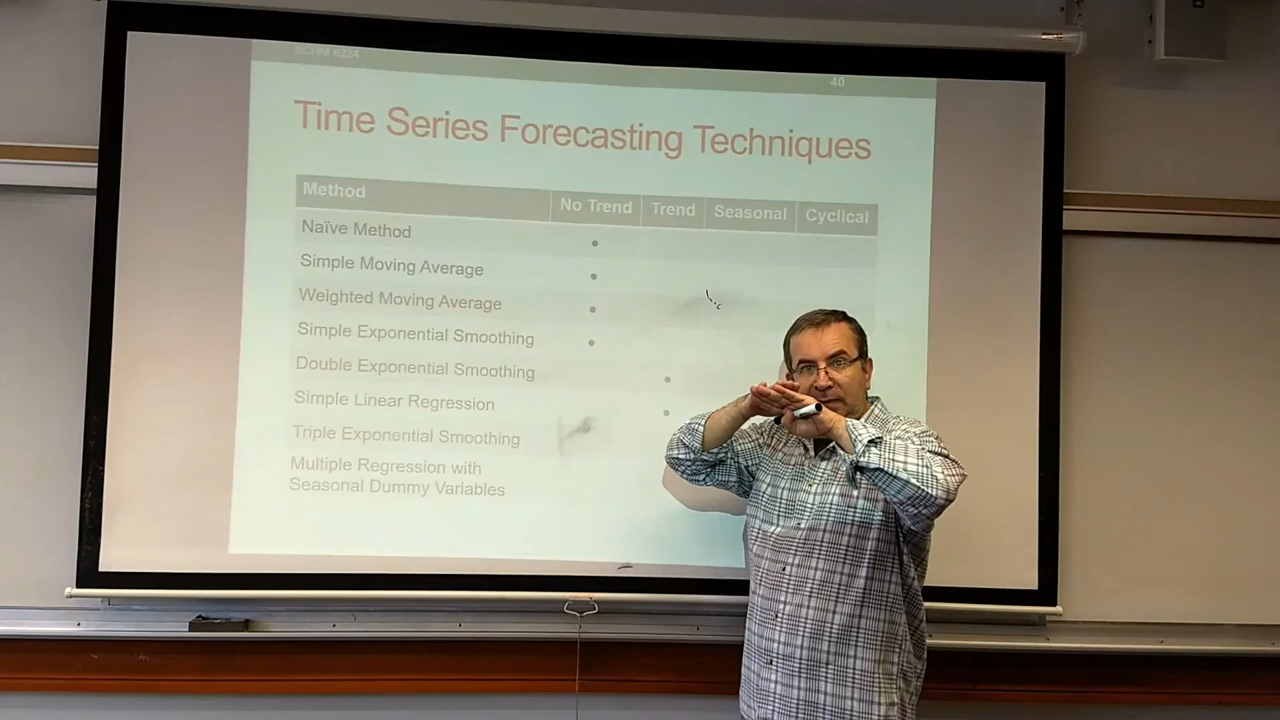 40
Time Series Forecasting Techniques
Method No Trend Trend Seasonal Cyclical
Naïve Method •
Simple Moving Average •
Weighted Moving Average •
Simple Exponential Smoothing •
Double Exponential Smoothing •
Simple Linear Regression •
Triple Exponential Smoothing
Multiple Regression with
Seasonal Dummy Variables